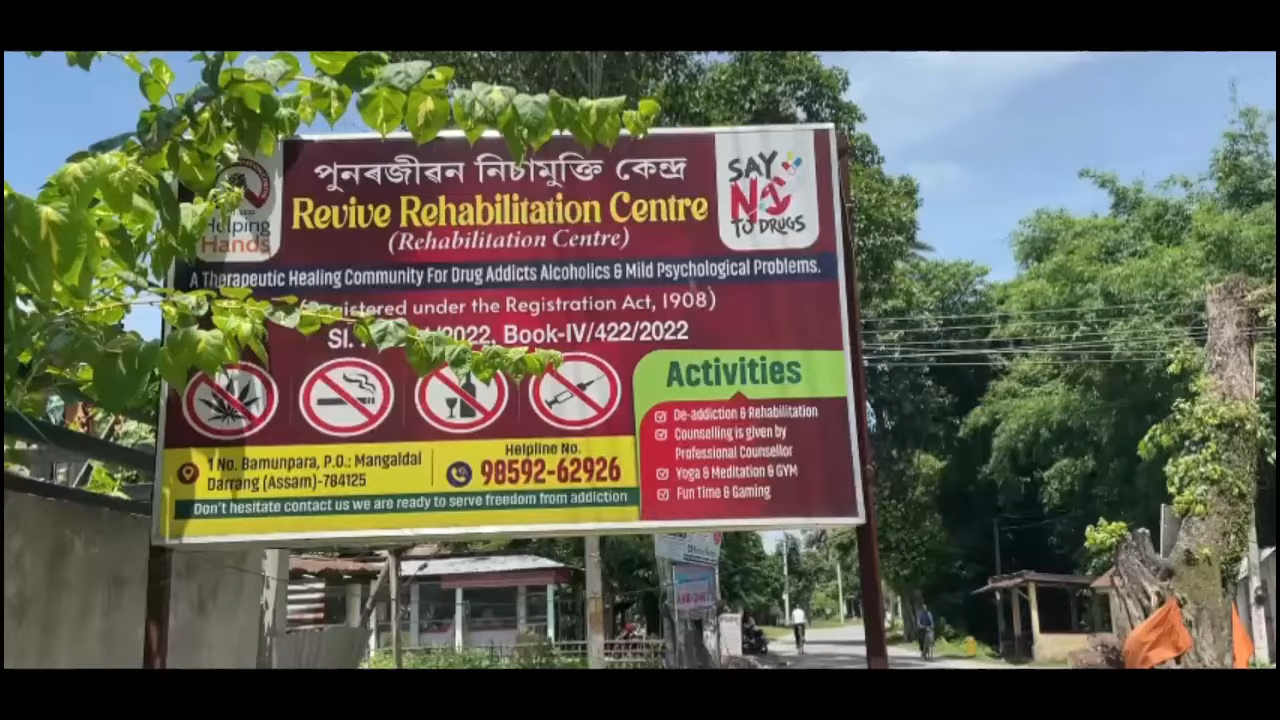 পুনৰজীৱন নিচামুক্তি কেন্দ্ৰ
Revive Rehabilitation Centre
(Rehabilitation Centre)
Helping
Hands
SAY
NO
TO DRUGS
A Therapeutic Healing Community For Drug Addicts Alcoholics & Mild Psychological Problems.
under the Registration Act, 1908)
Sl. /2022, Book-IV/422/2022
Activities
De-addiction & Rehabilitation
Counselling is given by
Professional Counsellor
Yoga & Meditation & GYM
Fun Time & Gaming
1 No. Bamunpara, P.O.: Mangaldai
Darrang (Assam)-784125
Helpline No.
98592-62926
Don't hesitate contact us we are ready to serve freedom from addiction